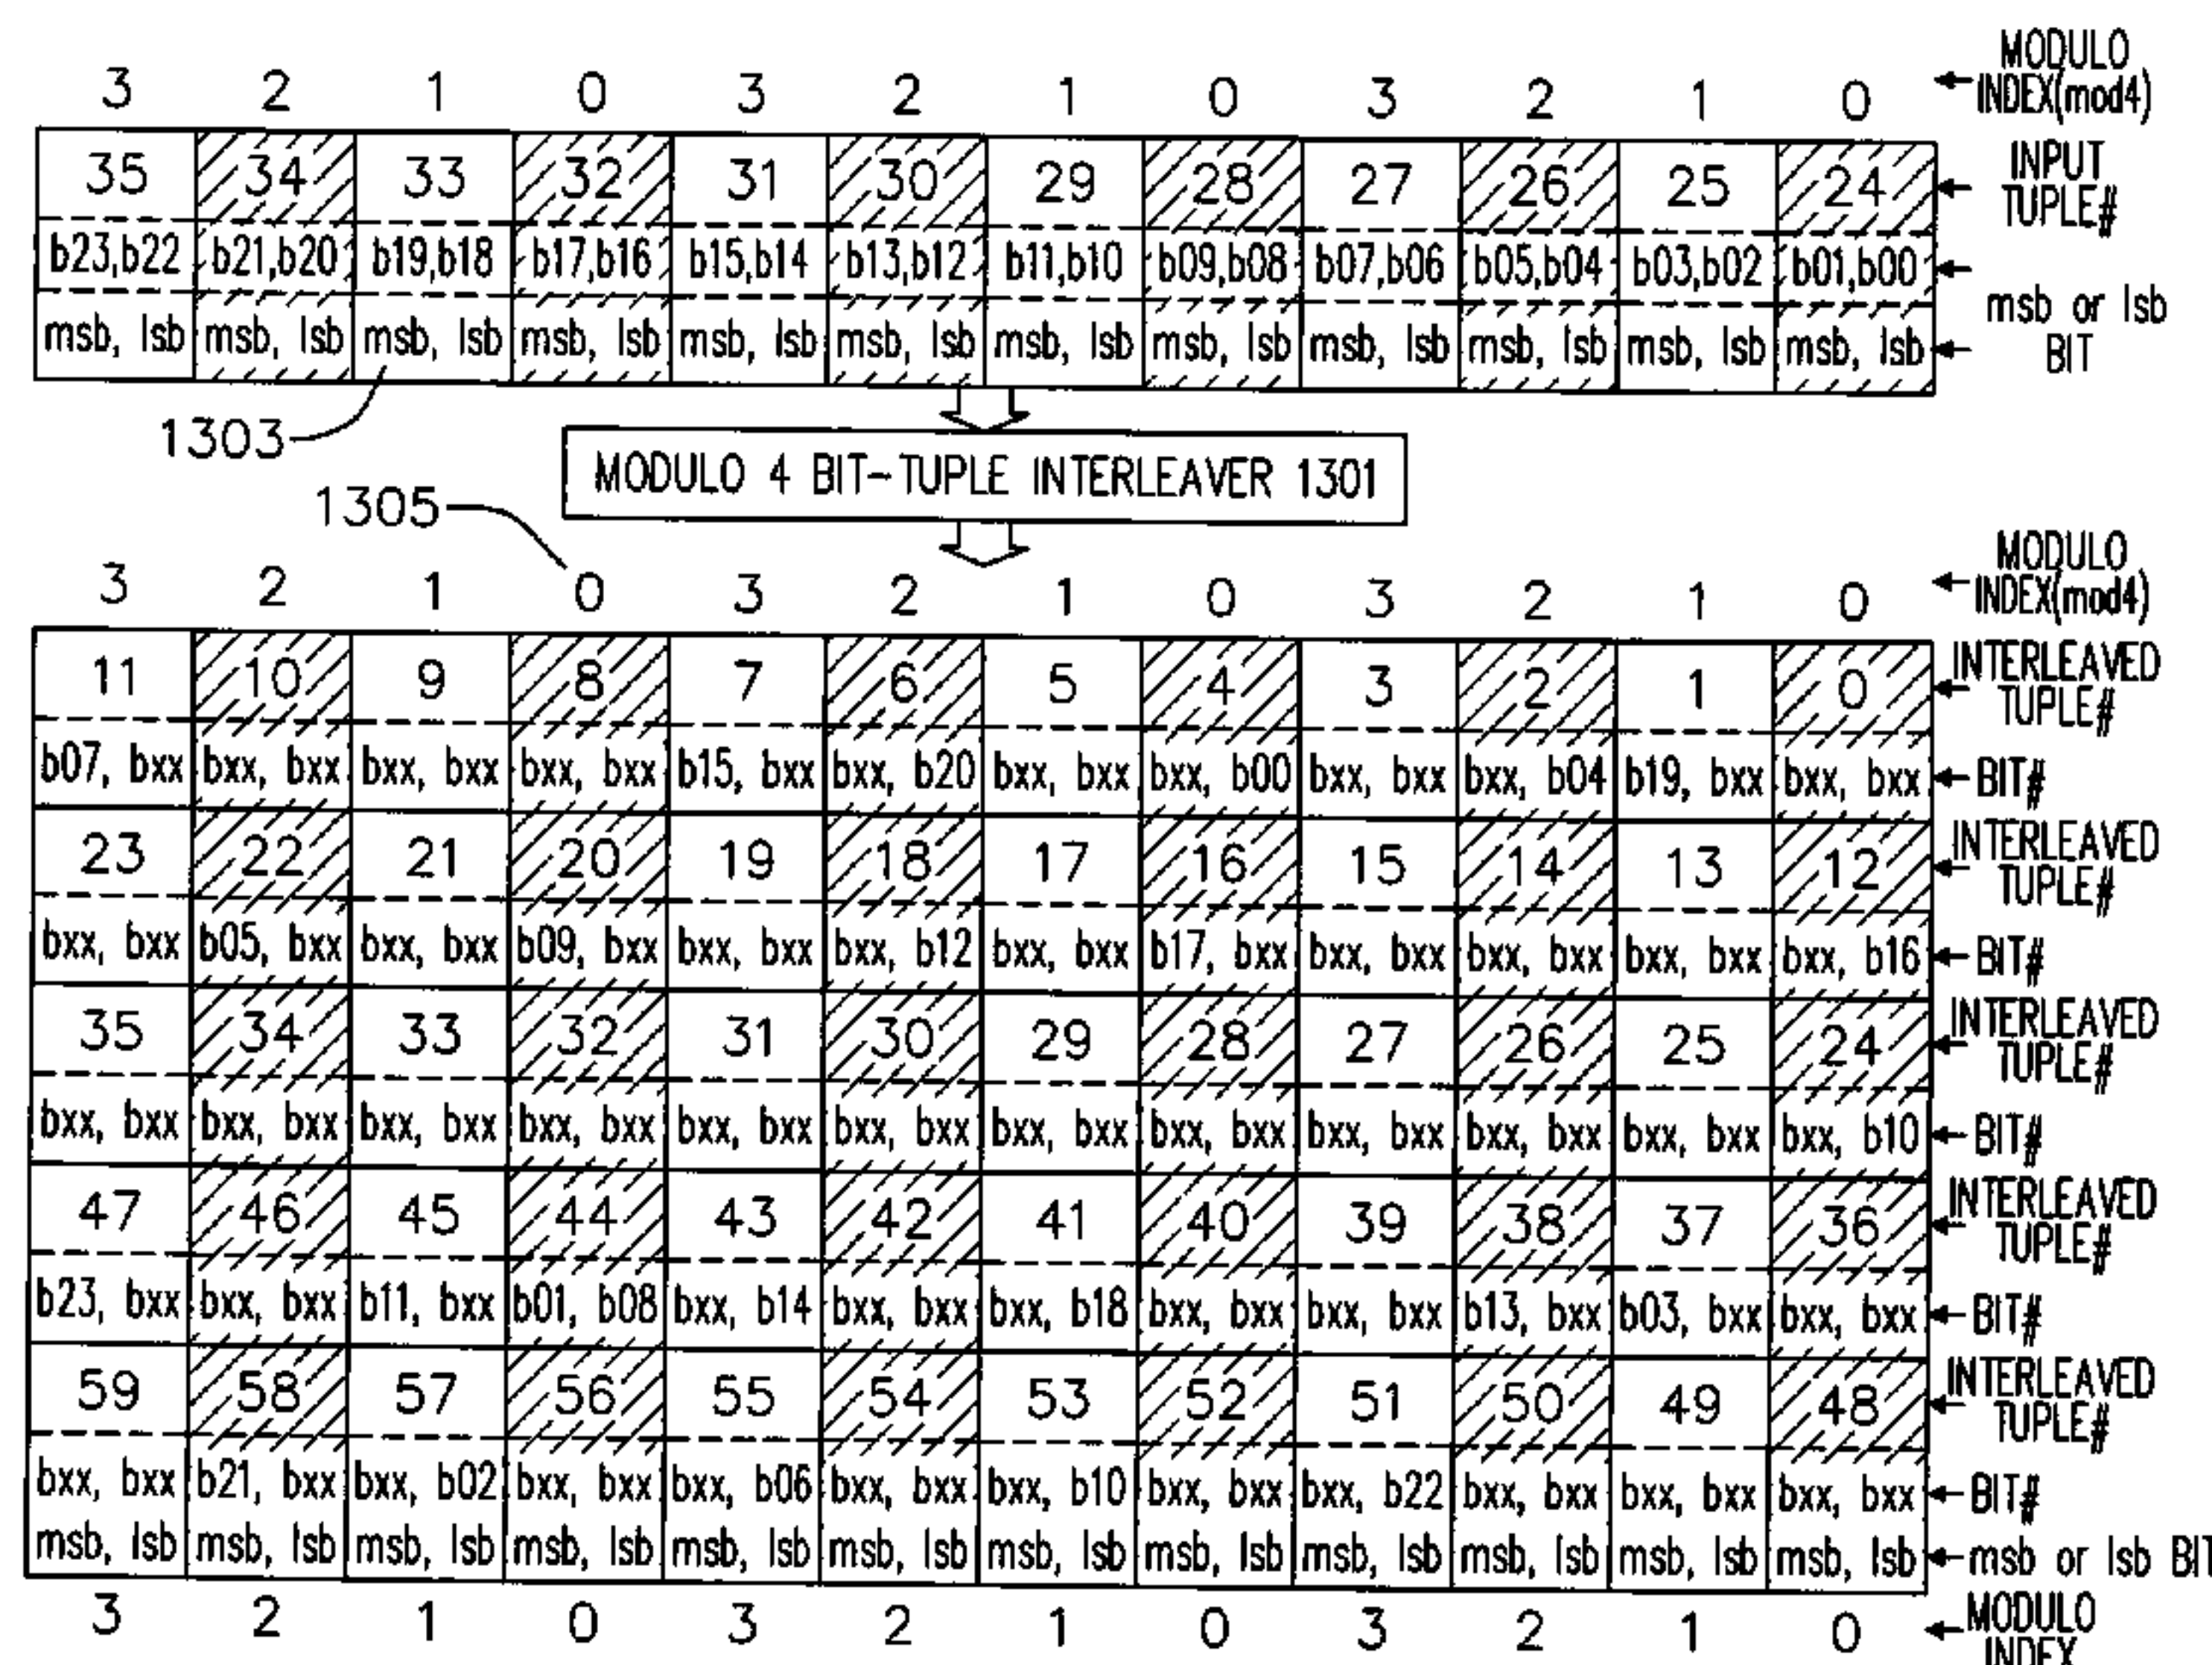 3 2 1 0 3 2 1 0 3 2 1 0 MODULO INDEX(mod4)
35 34 33 32 31 30 29 28 27 26 25 24 INPUT TUPLE#
b23,b22 b21,b20 b19,b18 b17,b16 b15,b14 b13,b12 b11,b10 b09,b08 b07,b06 b05,b04 b03,b02 b01,b00
msb, lsb msb, lsb msb, lsb msb, lsb msb, lsb msb, lsb msb, lsb msb, lsb msb, lsb msb, lsb msb, lsb msb, lsb msb or lsb BIT
1303
MODULO 4 BIT-TUPLE INTERLEAVER 1301
1305
3 2 1 0 3 2 1 0 3 2 1 0 MODULO INDEX(mod4)
11 10 9 8 7 6 5 4 3 2 1 0 INTERLEAVED TUPLE#
b07, bxx bxx, bxx bxx, bxx bxx, bxx b15, bxx bxx, b20 bxx, bxx bxx, b00 bxx, bxx bxx, b04 b19, bxx bxx, bxx BIT#
23 22 21 20 19 18 17 16 15 14 13 12 INTERLEAVED TUPLE#
bxx, bxx b05, bxx bxx, bxx b09, bxx bxx, bxx bxx, b12 bxx, bxx b17, bxx bxx, bxx bxx, bxx bxx, bxx bxx, b16 BIT#
35 34 33 32 31 30 29 28 27 26 25 24 INTERLEAVED TUPLE#
bxx, bxx bxx, bxx bxx, bxx bxx, bxx bxx, bxx bxx, bxx bxx, bxx bxx, bxx bxx, bxx bxx, bxx bxx, bxx bxx, b10 BIT#
47 46 45 44 43 42 41 40 39 38 37 36 INTERLEAVED TUPLE#
b23, bxx bxx, bxx b11, bxx b01, b08 bxx, b14 bxx, bxx bxx, b18 bxx, bxx bxx, bxx b13, bxx b03, bxx bxx, bxx BIT#
59 58 57 56 55 54 53 52 51 50 49 48 INTERLEAVED TUPLE#
bxx, bxx b21, bxx bxx, b02 bxx, bxx bxx, b06 bxx, bxx bxx, b10 bxx, bxx bxx, b22 bxx, bxx bxx, bxx bxx, bxx BIT#
msb, lsb msb, lsb msb, lsb msb, lsb msb, lsb msb, lsb msb, lsb msb, lsb msb, lsb msb, lsb msb, lsb msb, lsb msb or lsb BIT
3 2 1 0 3 2 1 0 3 2 1 0 MODULO INDEX